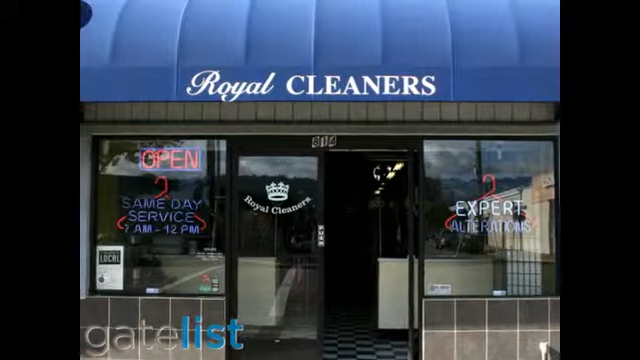 Royal CLEANERS
814
OPEN
SAME DAY
SERVICE
7 AM - 12 PM
Royal Cleaners
EXPERT
ALTERATIONS
LOCAL
gatelist